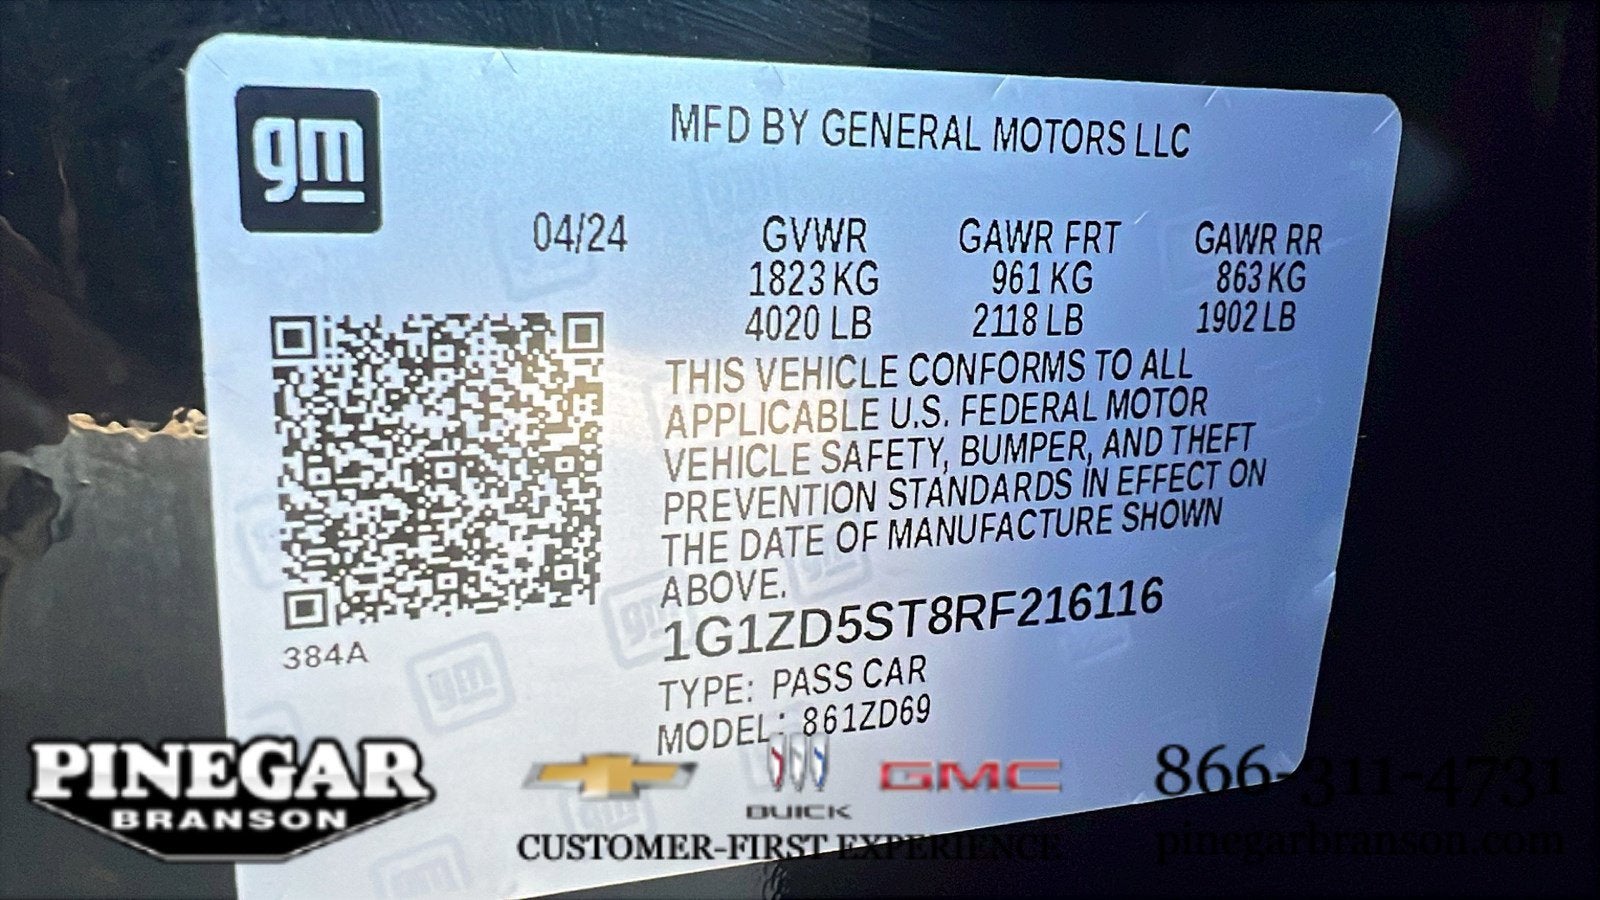 gm
MFD BY GENERAL MOTORS LLC
04/24 GVWR GAWR FRT GAWR RR
1823 KG 961 KG 863 KG
4020 LB 2118 LB 1902 LB
THIS VEHICLE CONFORMS TO ALL
APPLICABLE U.S. FEDERAL MOTOR
VEHICLE SAFETY, BUMPER, AND THEFT
PREVENTION STANDARDS IN EFFECT ON
THE DATE OF MANUFACTURE SHOWN
ABOVE.
1G1ZD5ST8RF216116
384A
TYPE: PASS CAR
MODEL: 861ZD69
gm
PINEGAR
BRANSON
BUICK
GMC
CUSTOMER-FIRST EXPERIENCE
866-311-4731
pinegarbranson.com